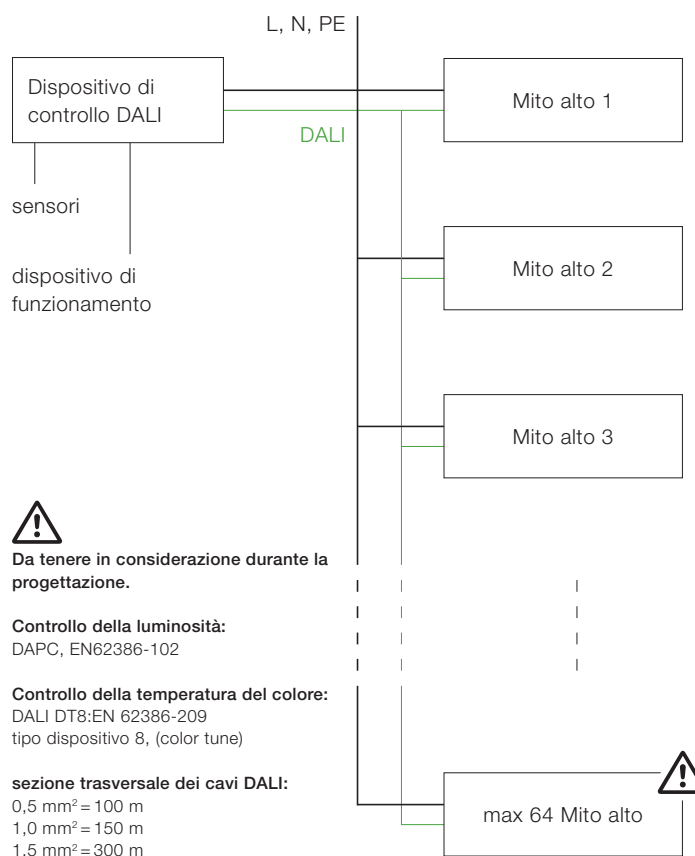 L, N, PE
Dispositivo di
controllo DALI
DALI
Mito alto 1
sensori
dispositivo di
funzionamento
Mito alto 2
Mito alto 3
Da tenere in considerazione durante la
progettazione.
Controllo della luminosità:
DAPC, EN62386-102
Controllo della temperatura del colore:
DALI DT8:EN 62386-209
tipo dispositivo 8, (color tune)
sezione trasversale dei cavi DALI:
0,5 mm² = 100 m
1,0 mm² = 150 m
1,5 mm² = 300 m
max 64 Mito alto